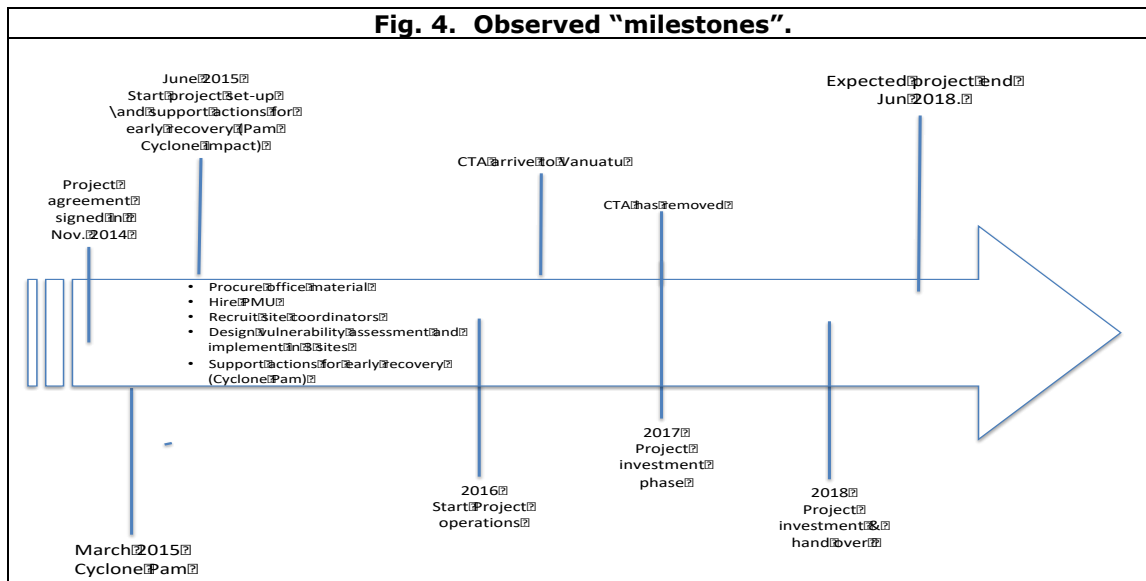 Fig. 4. Observed “milestones”.
June 2015
Start project set-up
\and support actions for
early recovery (Pam
Cyclone impact)
Expected project end
Jun 2018.
CTA arrive to Vanuatu
Project
agreement
signed in
Nov. 2014
CTA has removed
• Procure office material
• Hire PMU
• Recruit site coordinators
• Design vulnerability assessment and
implement in 3 sites
• Support actions for early recovery
(Cyclone Pam)
2017
Project
investment
phase
2016
Start Project
operations
2018
Project
investment &
hand over
March 2015
Cyclone Pam